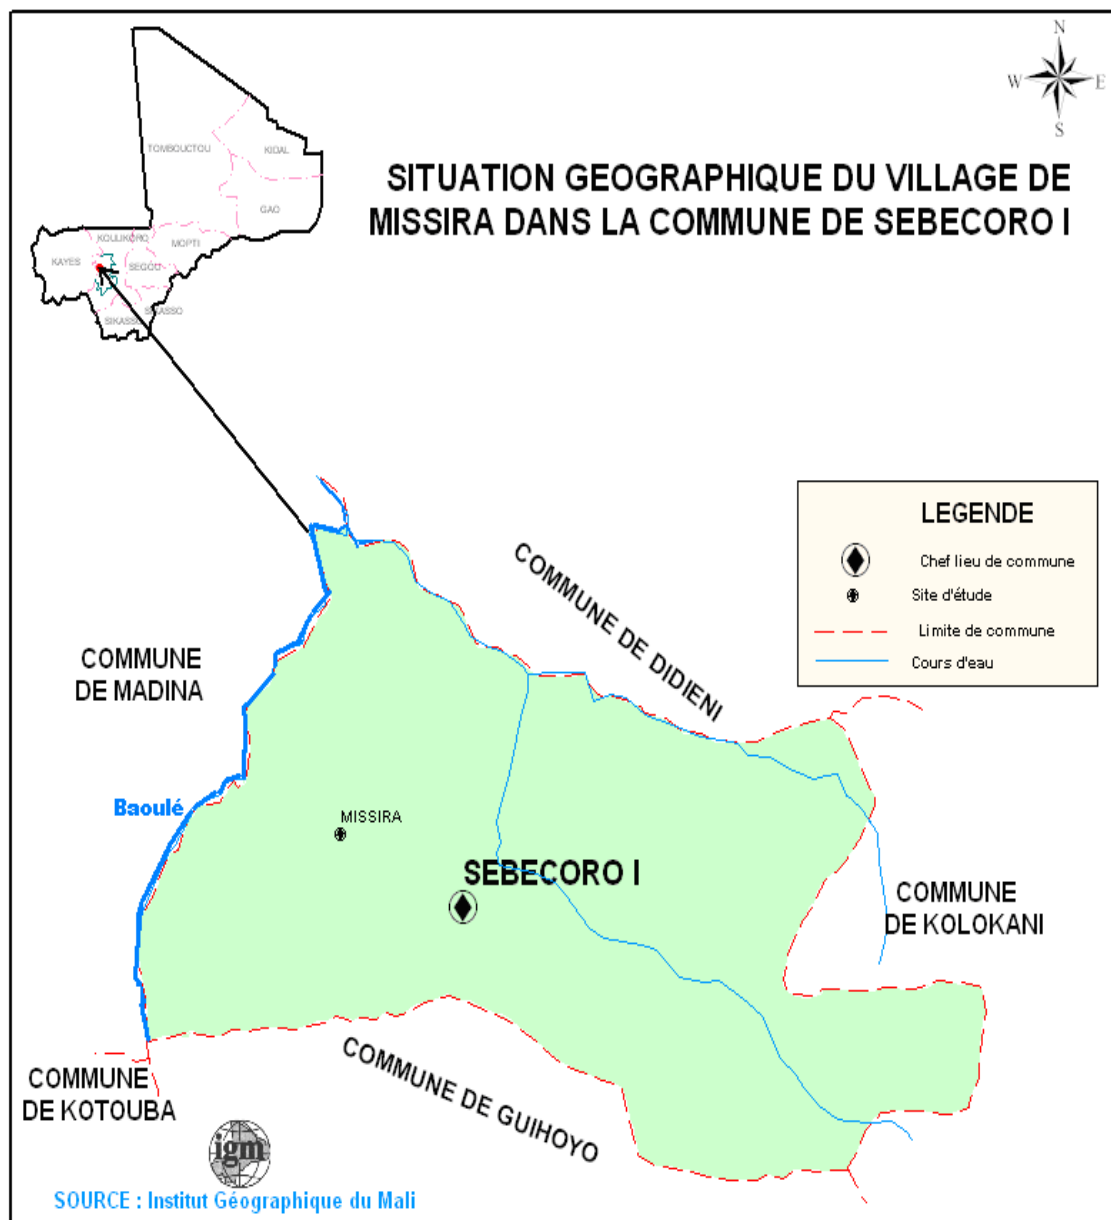 N
W E
S
TOMBOUCTOU
KIDAL
GAO
KOULIKORO
MOPTI
KAYES
SEGOU
SIKASSO
SIKASSO
SITUATION GEOGRAPHIQUE DU VILLAGE DE
MISSIRA DANS LA COMMUNE DE SEBECORO I
LEGENDE
Chef lieu de commune
Site d'étude
Limite de commune
Cours d'eau
COMMUNE DE DIDIENI
COMMUNE
DE MADINA
Baoulé
MISSIRA
SEBECORO I
COMMUNE
DE KOLOKANI
COMMUNE DE GUIHOYO
COMMUNE
DE KOTOUBA
igm
SOURCE : Institut Géographique du Mali